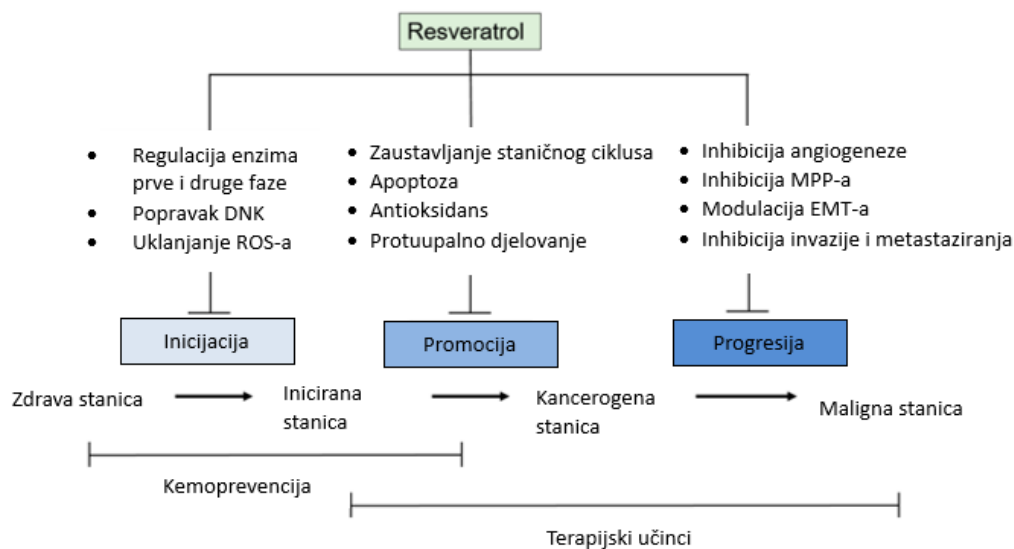 Resveratrol
• Regulacija enzima
prve i druge faze
• Popravak DNK
• Uklanjanje ROS-a
• Zaustavljanje staničnog ciklusa
• Apoptoza
• Antioksidans
• Protuupalno djelovanje
• Inhibicija angiogeneze
• Inhibicija MPP-a
• Modulacija EMT-a
• Inhibicija invazije i metastaziranja
Inicijacija
Promocija
Progresija
Zdrava stanica
Inicirana
stanica
Kancerogena
stanica
Maligna stanica
Kemoprevencija
Terapijski učinci